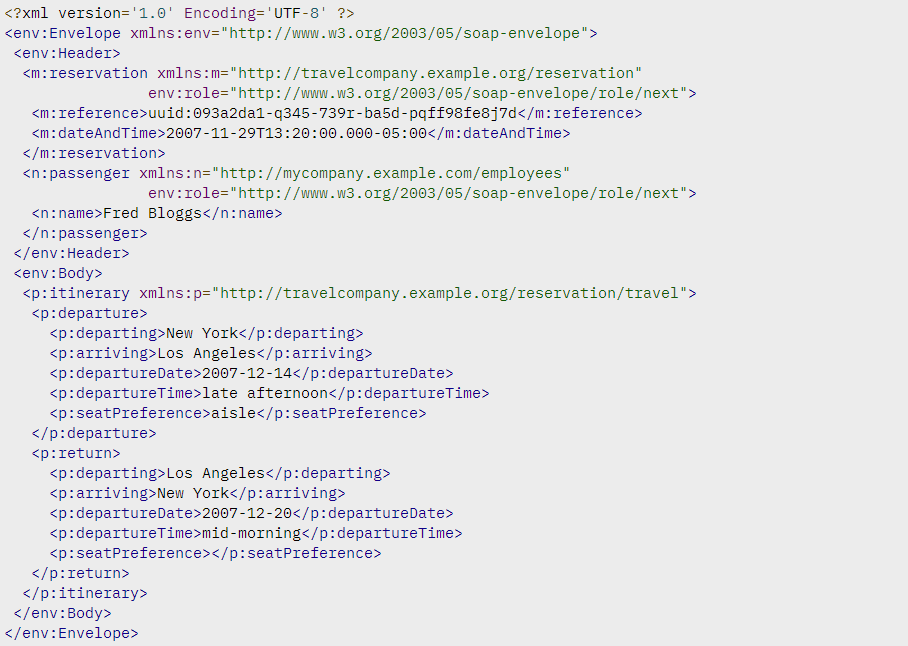 <?xml version='1.0' Encoding='UTF-8' ?>
<env:Envelope xmlns:env="http://www.w3.org/2003/05/soap-envelope">
 <env:Header>
  <m:reservation xmlns:m="http://travelcompany.example.org/reservation"
                env:role="http://www.w3.org/2003/05/soap-envelope/role/next">
   <m:reference>uuid:093a2da1-q345-739r-ba5d-pqff98fe8j7d</m:reference>
   <m:dateAndTime>2007-11-29T13:20:00.000-05:00</m:dateAndTime>
  </m:reservation>
  <n:passenger xmlns:n="http://mycompany.example.com/employees"
                env:role="http://www.w3.org/2003/05/soap-envelope/role/next">
   <n:name>Fred Bloggs</n:name>
  </n:passenger>
 </env:Header>
 <env:Body>
  <p:itinerary xmlns:p="http://travelcompany.example.org/reservation/travel">
   <p:departure>
     <p:departing>New York</p:departing>
     <p:arriving>Los Angeles</p:arriving>
     <p:departureDate>2007-12-14</p:departureDate>
     <p:departureTime>late afternoon</p:departureTime>
     <p:seatPreference>aisle</p:seatPreference>
   </p:departure>
   <p:return>
     <p:departing>Los Angeles</p:departing>
     <p:arriving>New York</p:arriving>
     <p:departureDate>2007-12-20</p:departureDate>
     <p:departureTime>mid-morning</p:departureTime>
     <p:seatPreference></p:seatPreference>
   </p:return>
  </p:itinerary>
 </env:Body>
</env:Envelope>